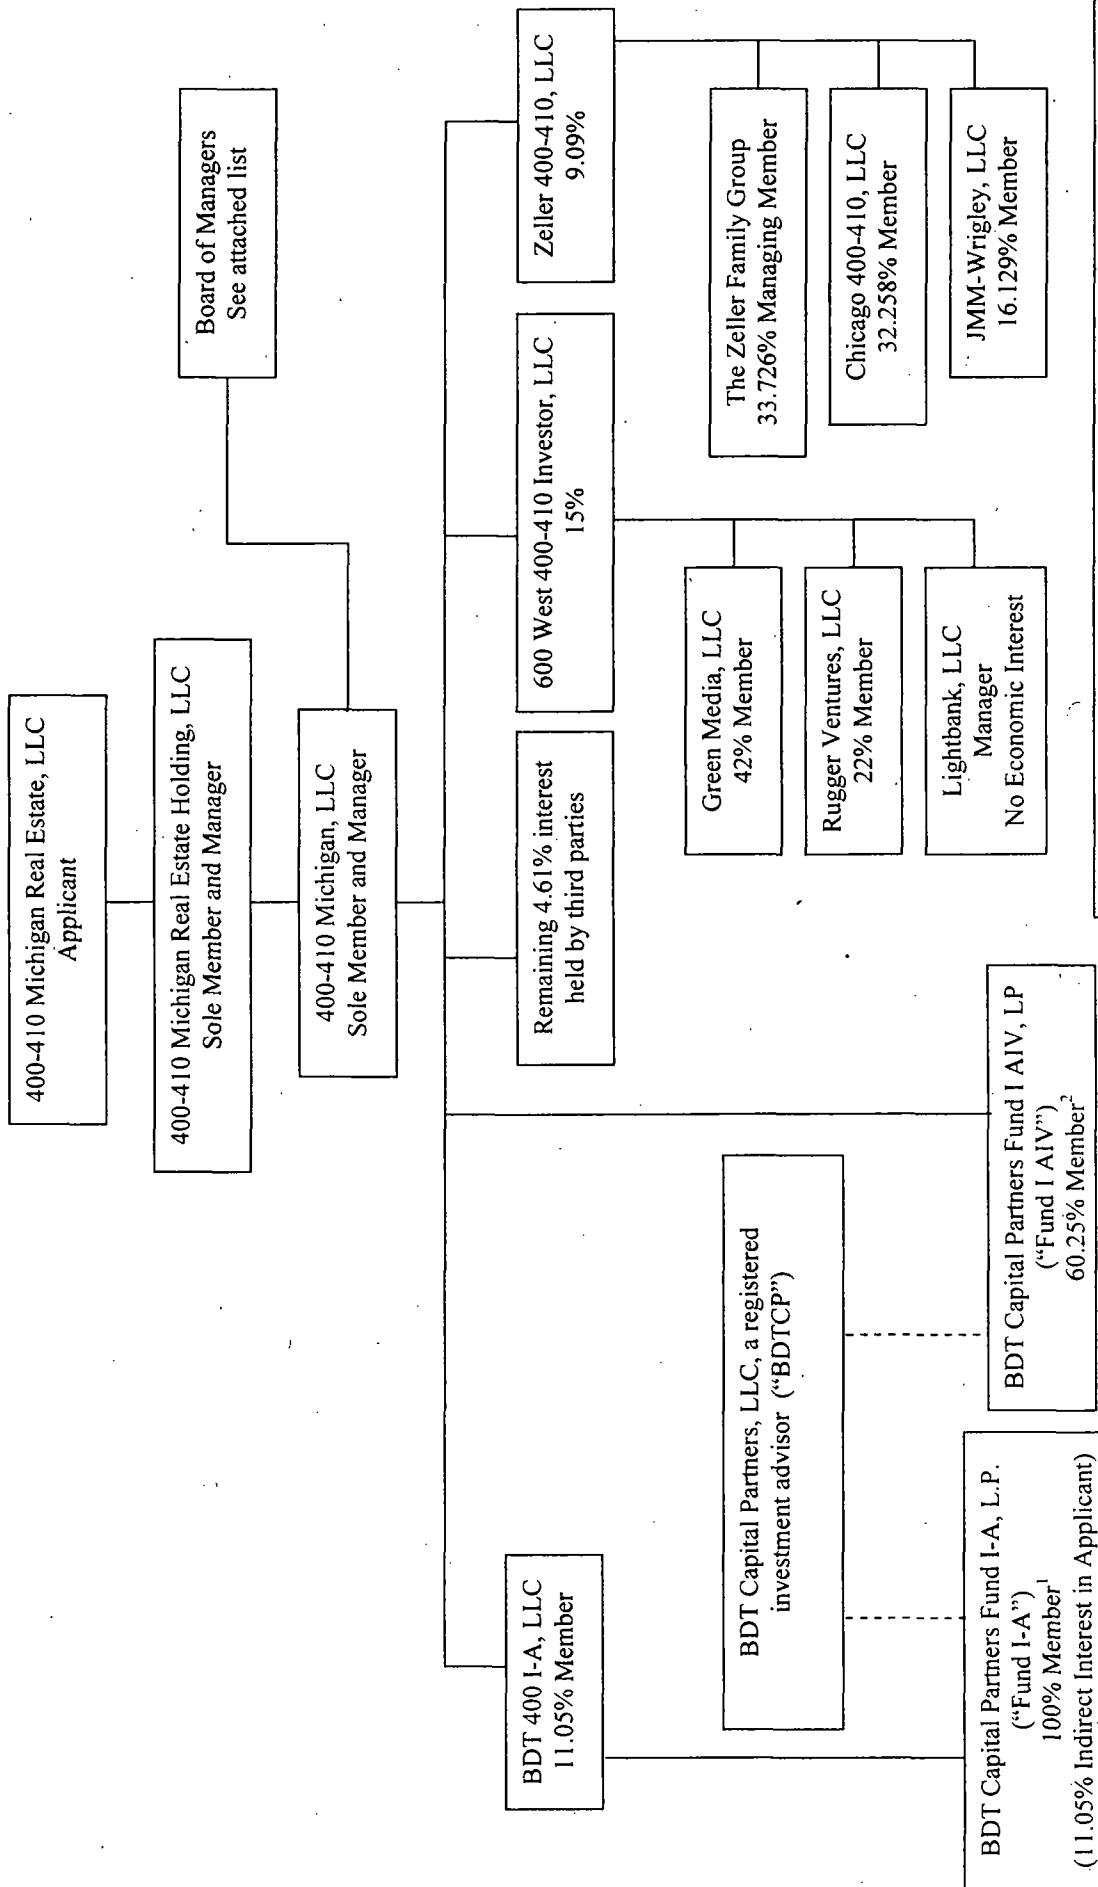 400-410 Michigan Real Estate, LLC
Applicant
400-410 Michigan Real Estate Holding, LLC
Sole Member and Manager
400-410 Michigan, LLC
Sole Member and Manager
Board of Managers
See attached list
BDT 400 I-A, LLC
11.05% Member
Remaining 4.61% interest
held by third parties
600 West 400-410 Investor, LLC
15%
Zeller 400-410, LLC
9.09%
BDT Capital Partners, LLC, a registered
investment advisor (“BDTCP”)
BDT Capital Partners Fund I-A, L.P.
(“Fund I-A”)
100% Member¹
(11.05% Indirect Interest in Applicant)
BDT Capital Partners Fund I AIV, LP
(“Fund I AIV”)
60.25% Member²
Green Media, LLC
42% Member
Rugger Ventures, LLC
22% Member
Lightbank, LLC
Manager
No Economic Interest
The Zeller Family Group
33.726% Managing Member
Chicago 400-410, LLC
32.258% Member
JMM-Wrigley, LLC
16.129% Member